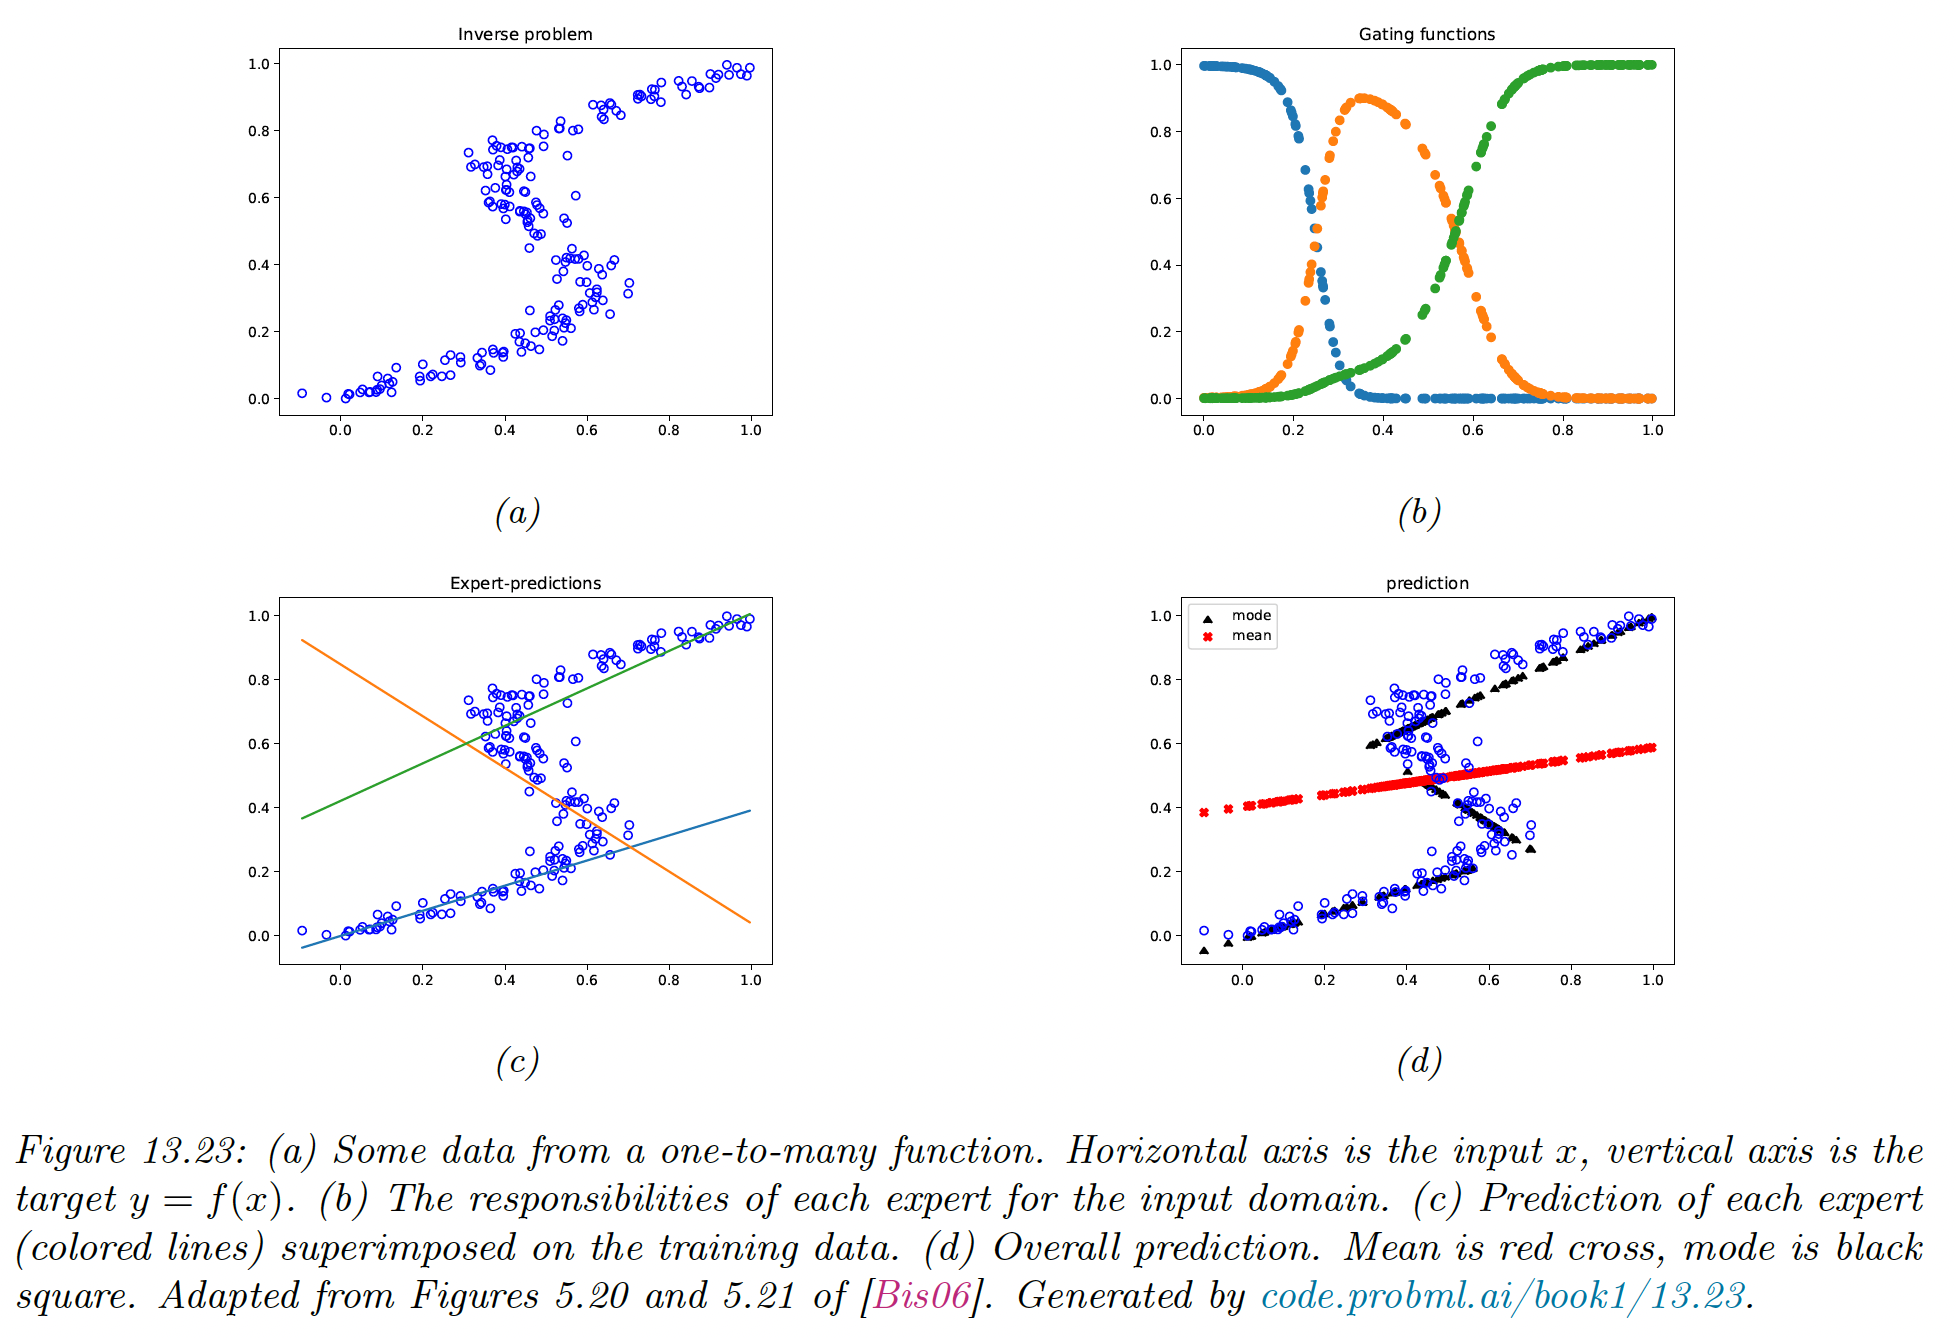 Inverse problem
1.0
0.8
0.6
0.4
0.2
0.0
0.0 0.2 0.4 0.6 0.8 1.0
(a)
Gating functions
1.0
0.8
0.6
0.4
0.2
0.0
0.0 0.2 0.4 0.6 0.8 1.0
(b)
Expert-predictions
1.0
0.8
0.6
0.4
0.2
0.0
0.0 0.2 0.4 0.6 0.8 1.0
(c)
prediction
mode
mean
1.0
0.8
0.6
0.4
0.2
0.0
0.0 0.2 0.4 0.6 0.8 1.0
(d)
Figure 13.23: (a) Some data from a one-to-many function. Horizontal axis is the input x, vertical axis is the
target y = f(x). (b) The responsibilities of each expert for the input domain. (c) Prediction of each expert
(colored lines) superimposed on the training data. (d) Overall prediction. Mean is red cross, mode is black
square. Adapted from Figures 5.20 and 5.21 of [Bis06]. Generated by code.probml.ai/book1/13.23.